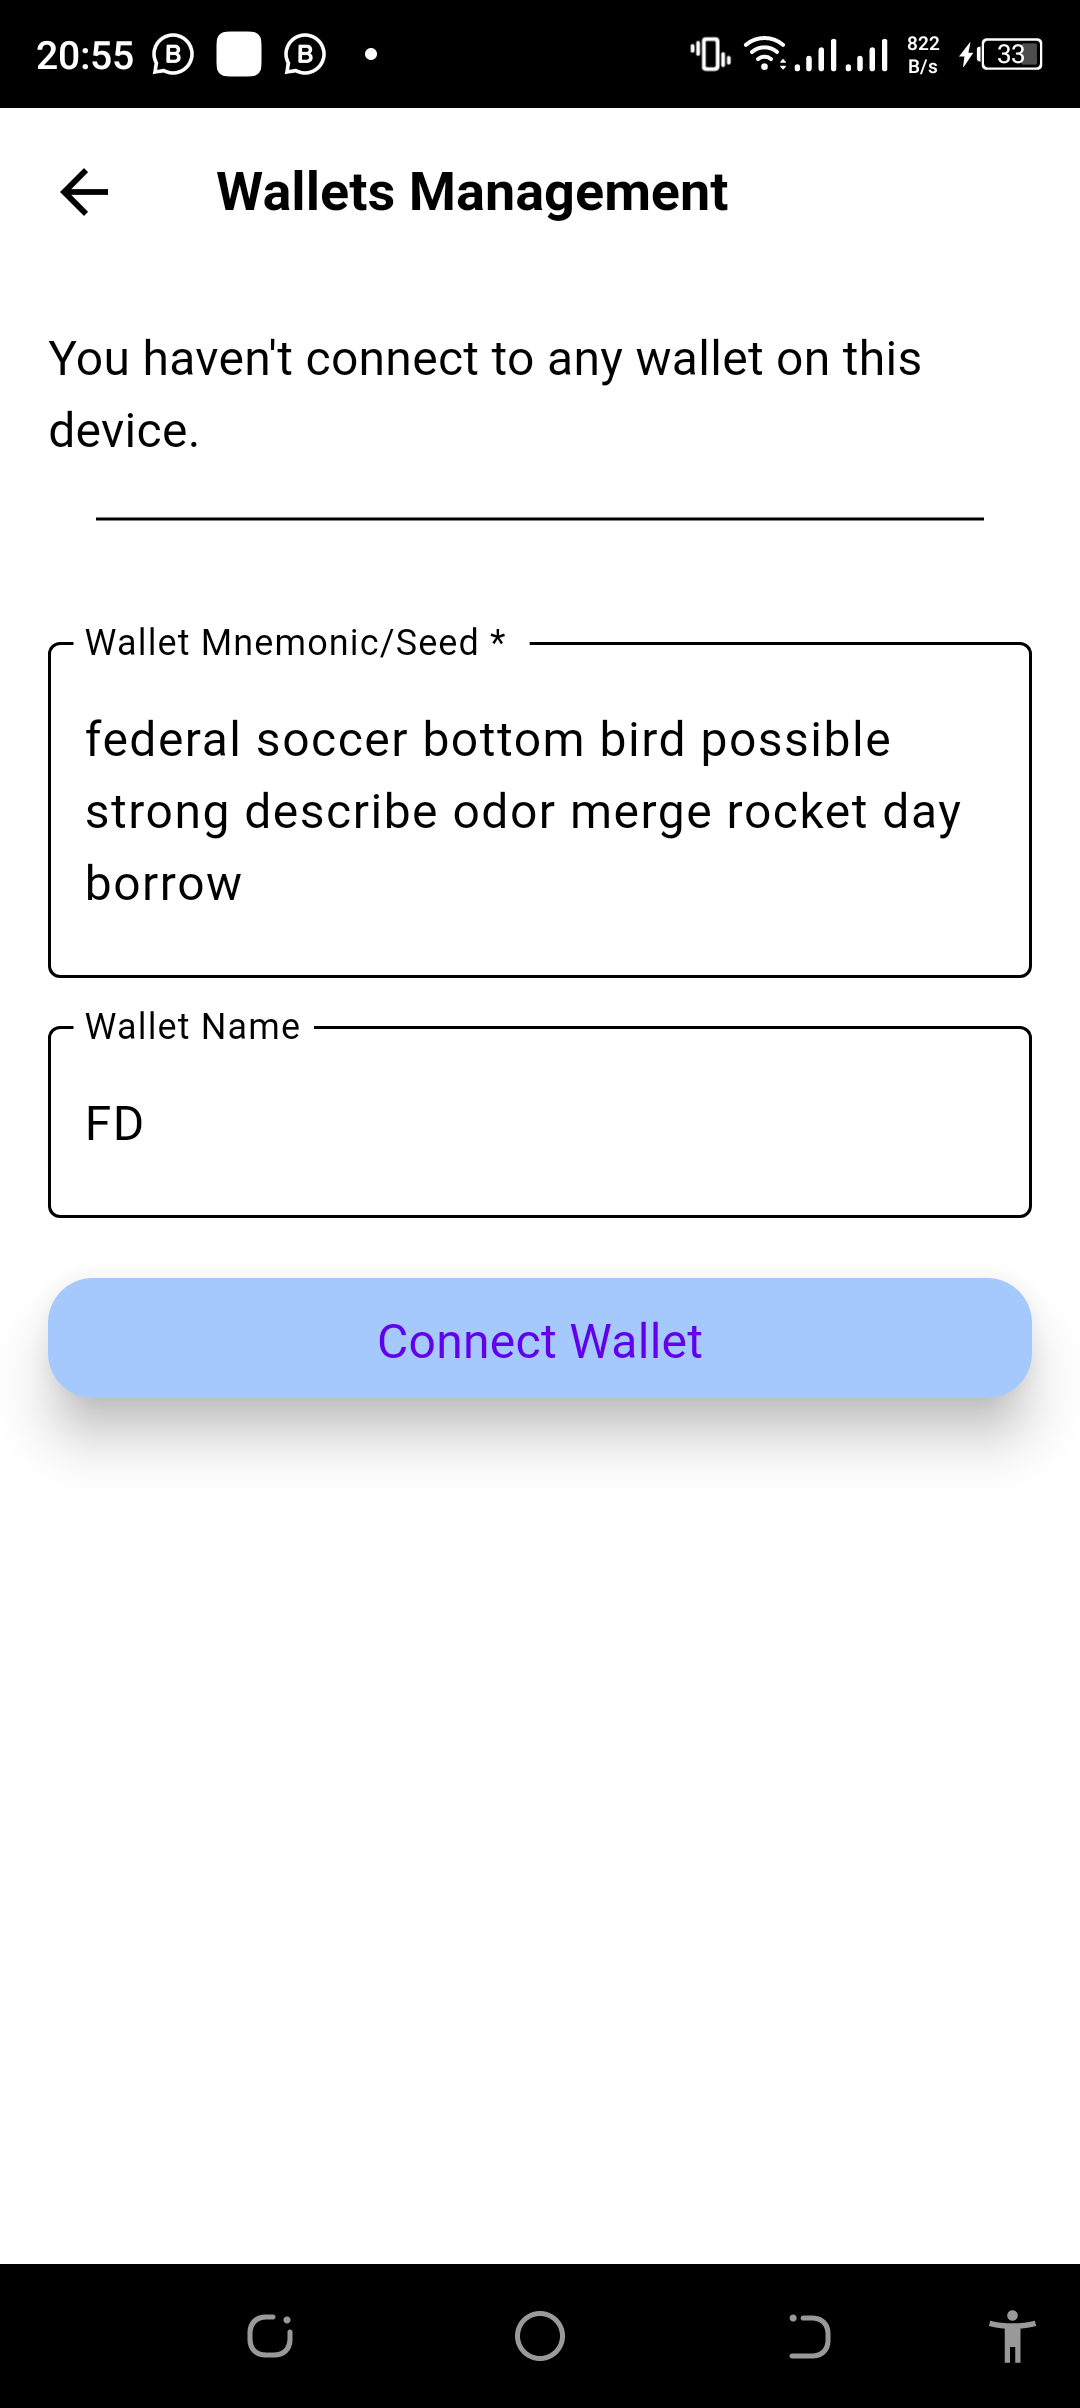 20:55
822
B/s
33
Wallets Management
You haven't connect to any wallet on this
device.
Wallet Mnemonic/Seed *
federal soccer bottom bird possible
strong describe odor merge rocket day
borrow
Wallet Name
FD
Connect Wallet